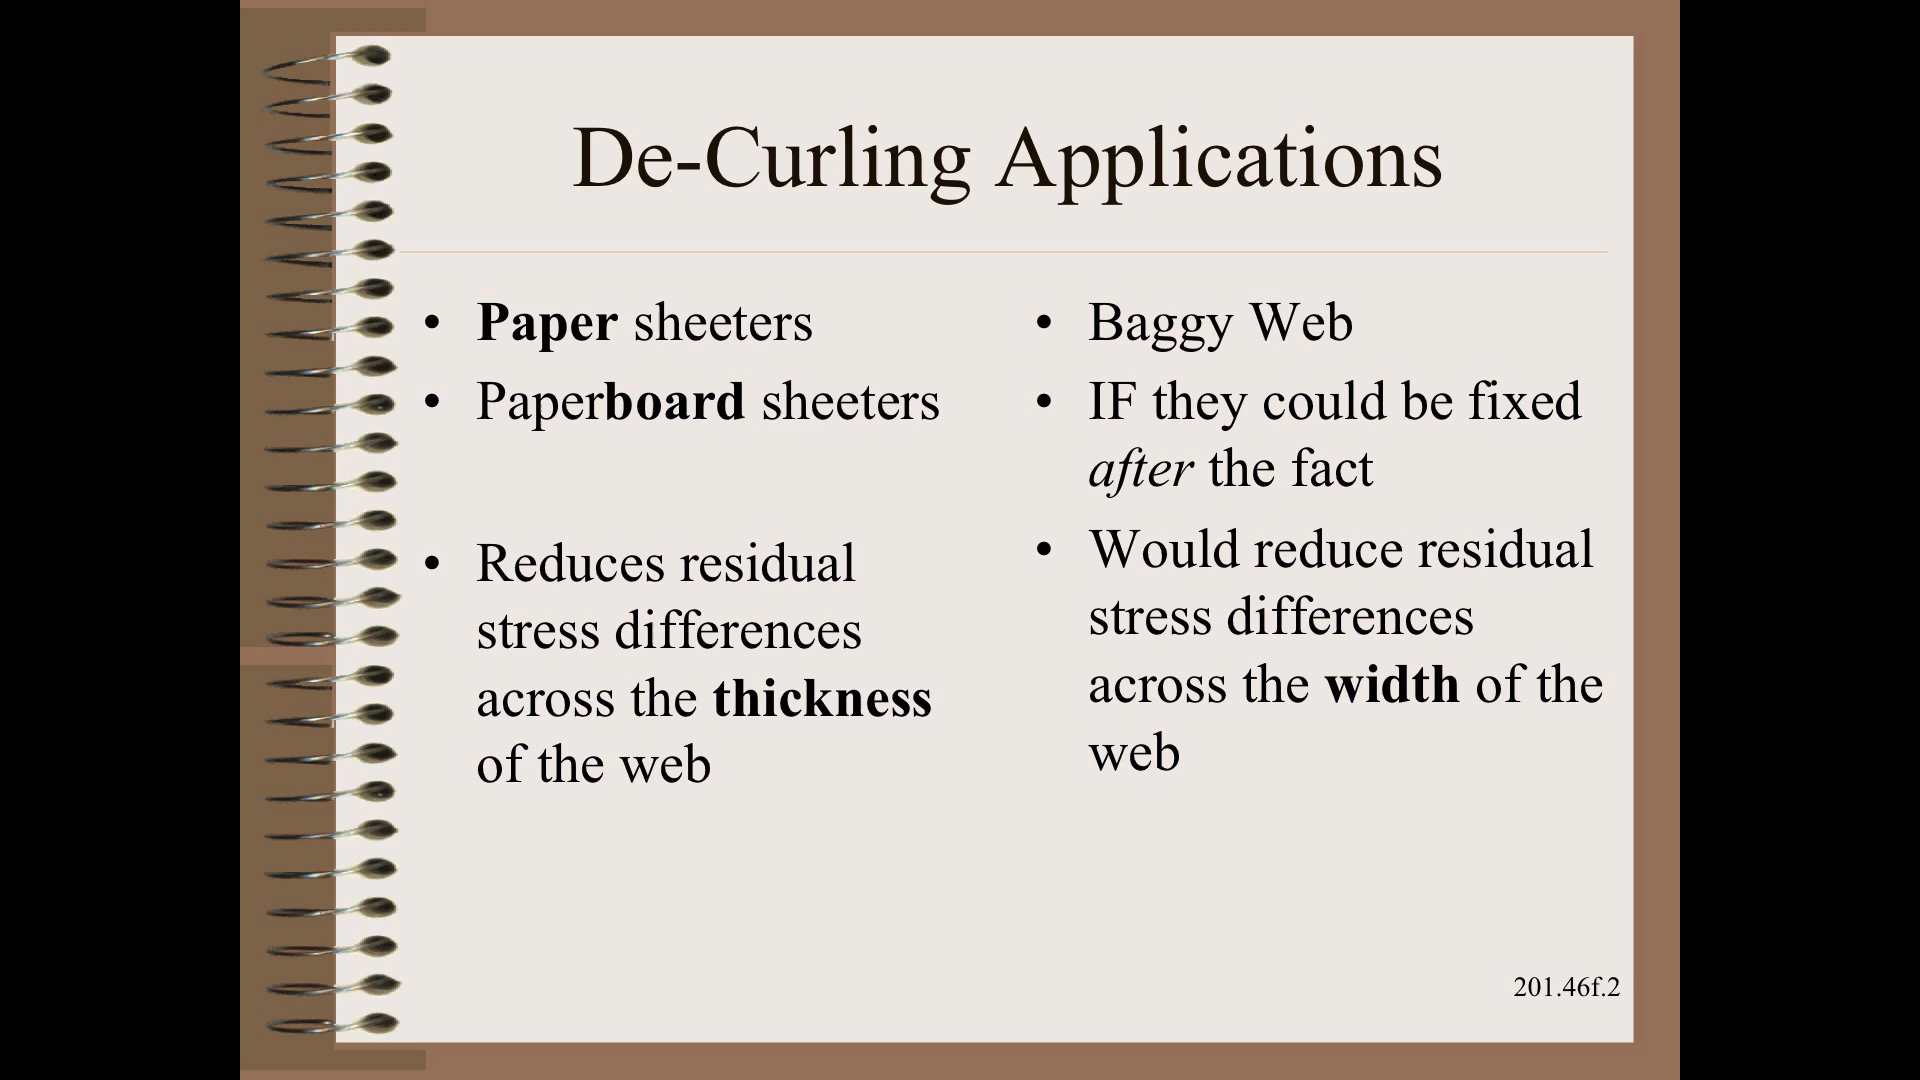 De-Curling Applications
• Paper sheeters
• Paperboard sheeters
• Reduces residual
stress differences
across the thickness
of the web
• Baggy Web
• IF they could be fixed
after the fact
• Would reduce residual
stress differences
across the width of the
web
201.46f.2